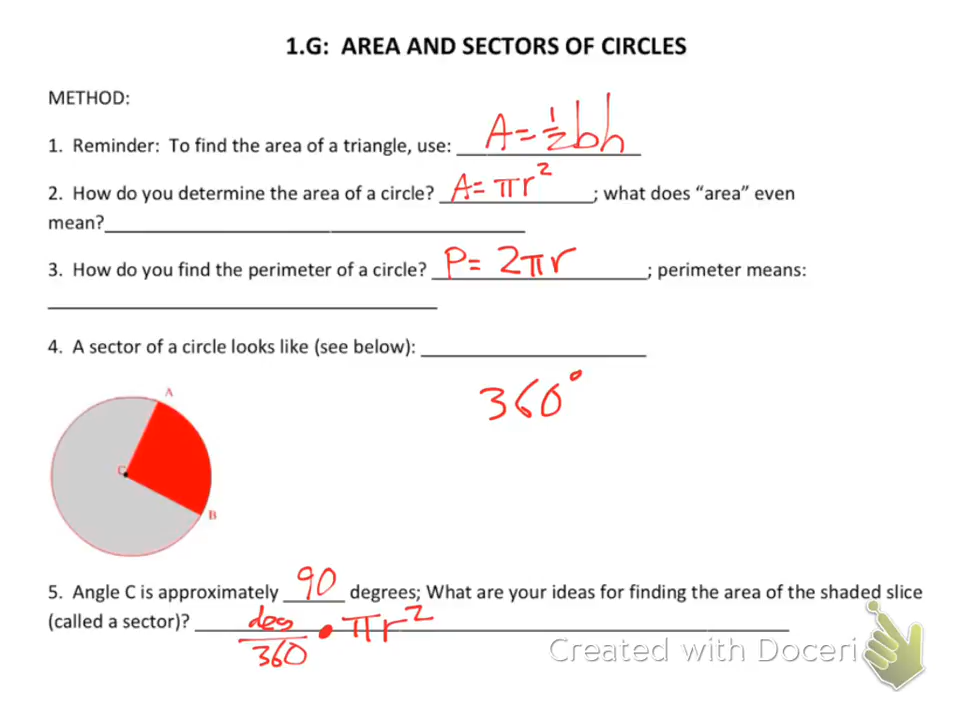 1.G: AREA AND SECTORS OF CIRCLES
METHOD:
1. Reminder: To find the area of a triangle, use: A = ½bh
2. How do you determine the area of a circle? A = πr²; what does “area” even
mean?
3. How do you find the perimeter of a circle? P = 2πr; perimeter means:
4. A sector of a circle looks like (see below):
360°
A
C
B
5. Angle C is approximately 90 degrees; What are your ideas for finding the area of the shaded slice
(called a sector)? deg/360 • πr²
Created with Doceri